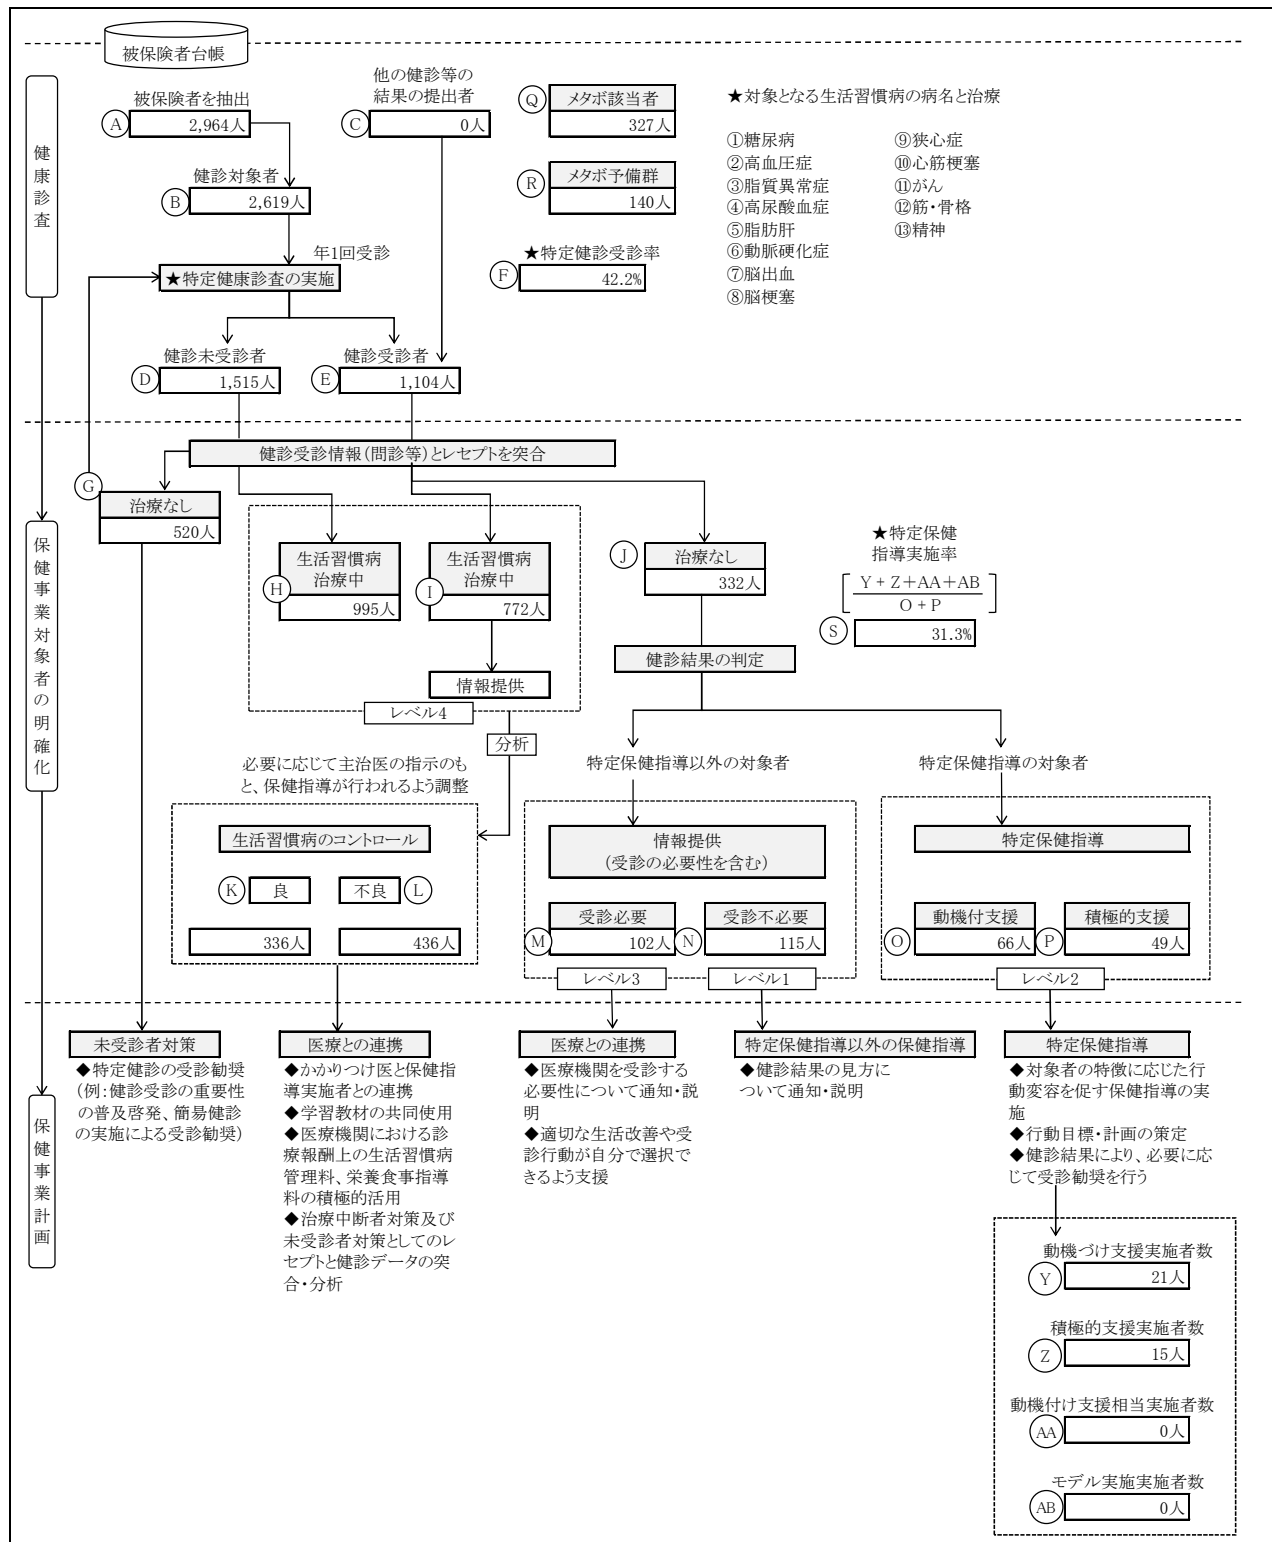 被保険者台帳
健康診査
被保険者を抽出
A
2,964人
他の健診等の
結果の提出者
C
0人
Q
メタボ該当者
327人
R
メタボ予備群
140人
★特定健診受診率
F
42.2%
★対象となる生活習慣病の病名と治療
①糖尿病
②高血圧症
③脂質異常症
④高尿酸血症
⑤脂肪肝
⑥動脈硬化症
⑦脳出血
⑧脳梗塞
⑨狭心症
⑩心筋梗塞
⑪がん
⑫筋・骨格
⑬精神
健診対象者
B
2,619人
年1回受診
★特定健康診査の実施
健診未受診者
D
1,515人
健診受診者
E
1,104人
保健事業対象者の明確化
健診受診情報(問診等)とレセプトを突合
G
治療なし
520人
生活習慣病
治療中
H
995人
生活習慣病
治療中
I
772人
情報提供
レベル4
分析
J
治療なし
332人
健診結果の判定
★特定保健
指導実施率
Y+Z+AA+AB
O+P
S
31.3%
必要に応じて主治医の指示のも
と、保健指導が行われるよう調整
生活習慣病のコントロール
K
良
不良
L
336人
436人
特定保健指導以外の対象者
情報提供
(受診の必要性を含む)
受診必要
M
102人
受診不必要
N
115人
レベル3
レベル1
特定保健指導の対象者
特定保健指導
動機付支援
O
66人
積極的支援
P
49人
レベル2
保健事業計画
未受診者対策
◆特定健診の受診勧奨
(例:健診受診の重要性
の普及啓発、簡易健診
の実施による受診勧奨)
医療との連携
◆かかりつけ医と保健指
導実施者との連携
◆学習教材の共同使用
◆医療機関における診
療報酬上の生活習慣病
管理料、栄養食事指導
料の積極的活用
◆治療中断者対策及び
未受診者対策としてのレ
セプトと健診データの突
合・分析
医療との連携
◆医療機関を受診する
必要性について通知・説
明
◆適切な生活改善や受
診行動が自分で選択で
きるよう支援
特定保健指導以外の保健指導
◆健診結果の見方に
ついて通知・説明
特定保健指導
◆対象者の特徴に応じた行
動変容を促す保健指導の実
施
◆行動目標・計画の策定
◆健診結果により、必要に応
じて受診勧奨を行う
動機づけ支援実施者数
Y
21人
積極的支援実施者数
Z
15人
動機付け支援相当実施者数
AA
0人
モデル実施実施者数
AB
0人